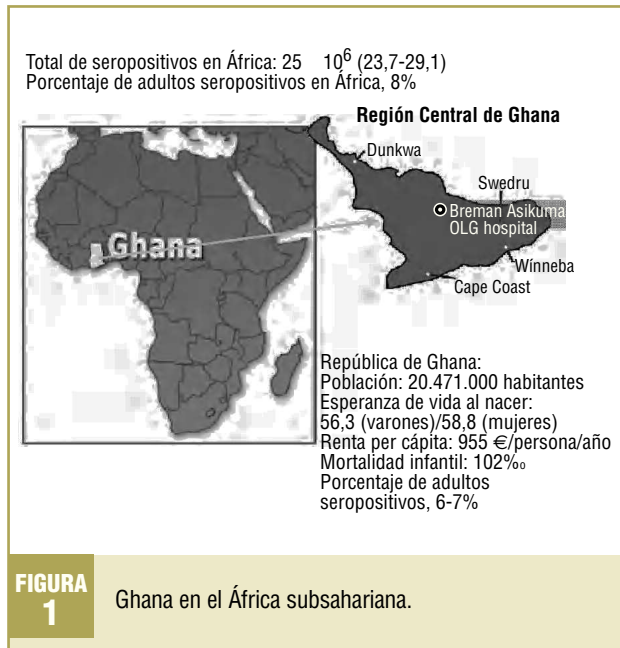 Total de seropositivos en África: 25    10⁶ (23,7-29,1)
Porcentaje de adultos seropositivos en África, 8%
Región Central de Ghana
Dunkwa
Swedru
Breman Asikuma
OLG hospital
Wínneba
Cape Coast
Ghana
República de Ghana:
Población: 20.471.000 habitantes
Esperanza de vida al nacer:
56,3 (varones)/58,8 (mujeres)
Renta per cápita: 955 €/persona/año
Mortalidad infantil: 102‰
Porcentaje de adultos
seropositivos, 6-7%
FIGURA
1
Ghana en el África subsahariana.